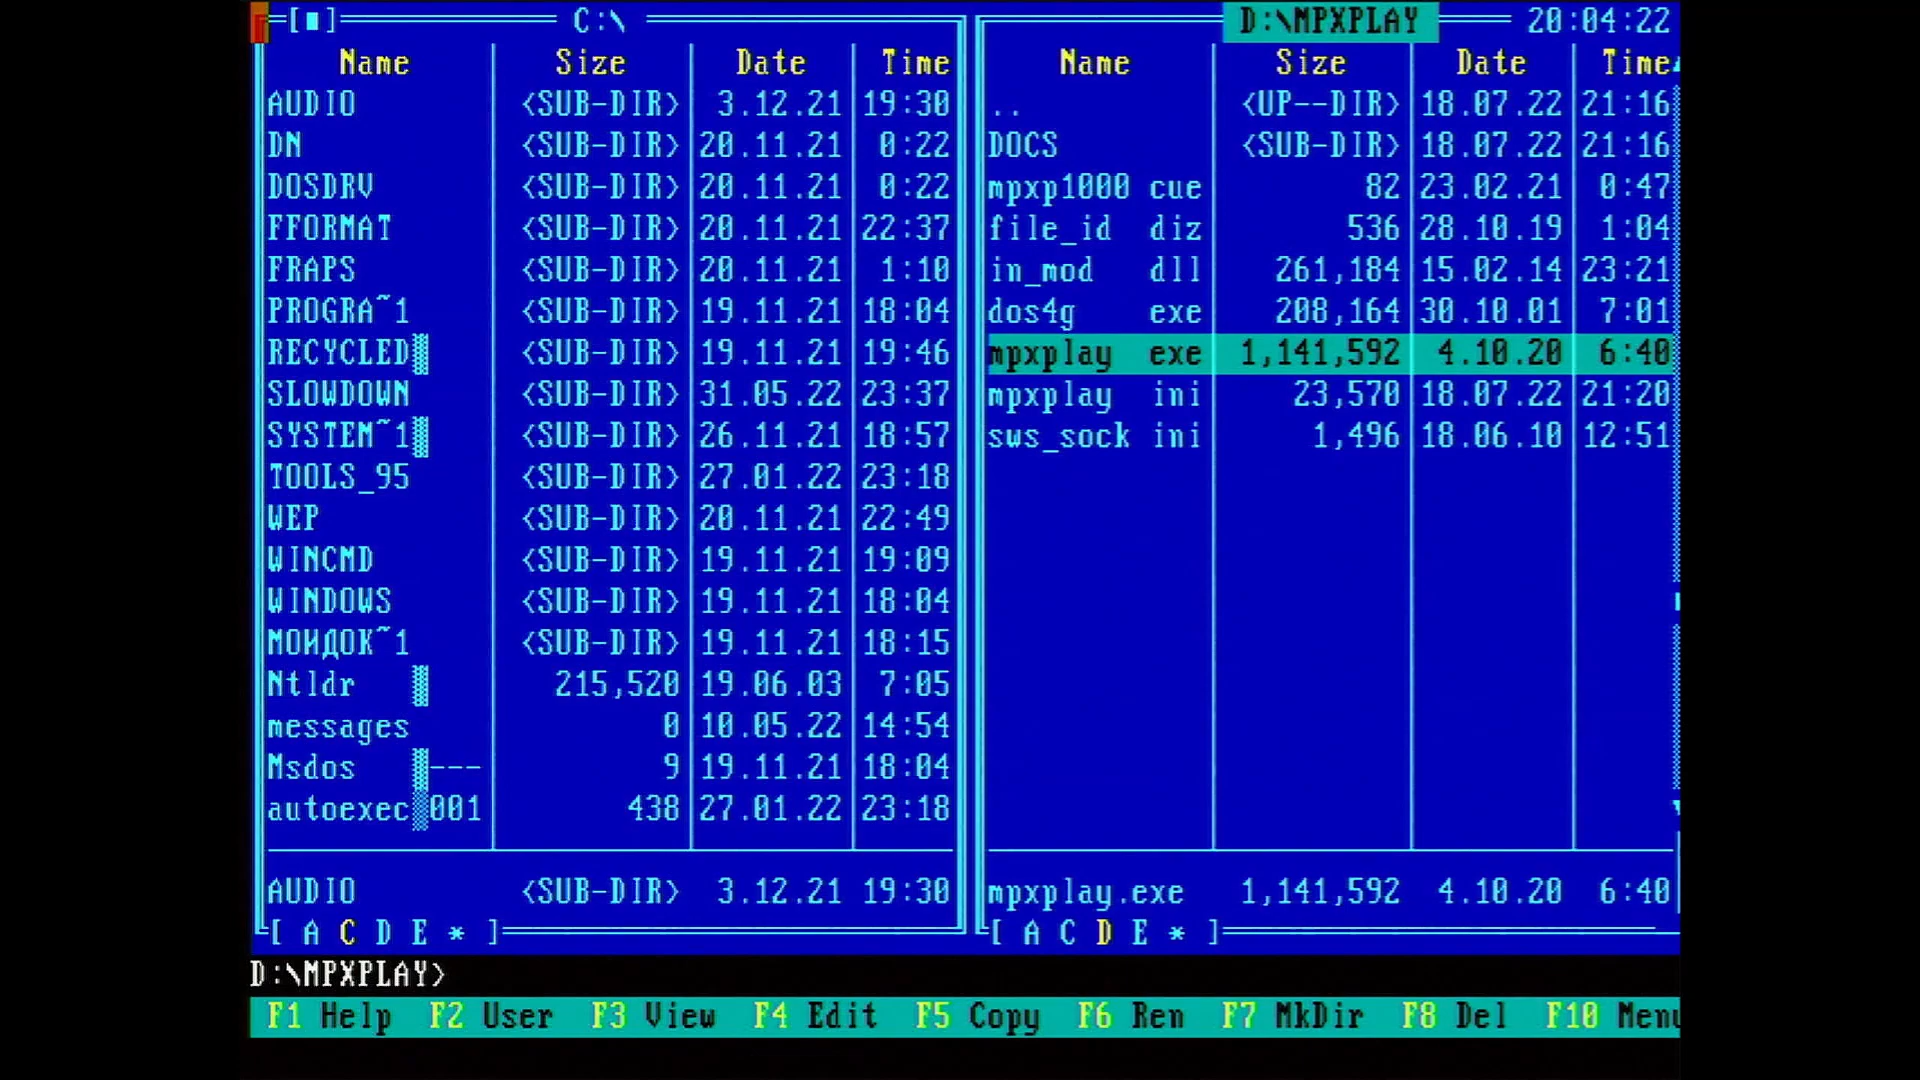 [■] C:\ D:\MPXPLAY 20:04:22
Name Size Date Time Name Size Date Time
AUDIO <SUB-DIR> 3.12.21 19:30 .. <UP--DIR> 18.07.22 21:16
DN <SUB-DIR> 20.11.21 0:22 DOCS <SUB-DIR> 18.07.22 21:16
DOSDRV <SUB-DIR> 20.11.21 0:22 mpxp1000 cue 82 23.02.21 0:47
FFORMAT <SUB-DIR> 20.11.21 22:37 file_id diz 536 28.10.19 1:04
FRAPS <SUB-DIR> 20.11.21 1:10 in_mod dll 261,184 15.02.14 23:21
PROGRA~1 <SUB-DIR> 19.11.21 18:04 dos4g exe 208,164 30.10.01 7:01
RECYCLED <SUB-DIR> 19.11.21 19:46 mpxplay exe 1,141,592 4.10.20 6:40
SLOWDOWN <SUB-DIR> 31.05.22 23:37 mpxplay ini 23,570 18.07.22 21:20
SYSTEM~1 <SUB-DIR> 26.11.21 18:57 sws_sock ini 1,496 18.06.10 12:51
TOOLS_95 <SUB-DIR> 27.01.22 23:18
WEP <SUB-DIR> 20.11.21 22:49
WINCMD <SUB-DIR> 19.11.21 19:09
WINDOWS <SUB-DIR> 19.11.21 18:04
МОИДОК~1 <SUB-DIR> 19.11.21 18:15
Ntldr 215,520 19.06.03 7:05
messages 0 10.05.22 14:54
Msdos --- 9 19.11.21 18:04
autoexec 001 438 27.01.22 23:18
AUDIO <SUB-DIR> 3.12.21 19:30 mpxplay.exe 1,141,592 4.10.20 6:40
[ A C D E * ] [ A C D E * ]
D:\MPXPLAY>
F1 Help F2 User F3 View F4 Edit F5 Copy F6 Ren F7 MkDir F8 Del F10 Menu